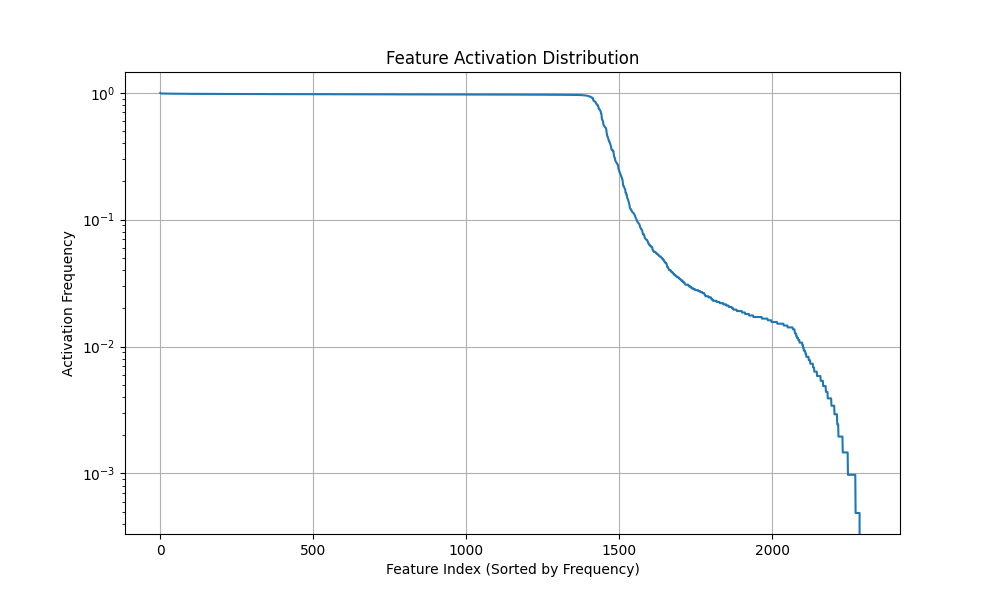 Feature Activation Distribution
Activation Frequency
10⁰
10⁻¹
10⁻²
10⁻³
0 500 1000 1500 2000
Feature Index (Sorted by Frequency)